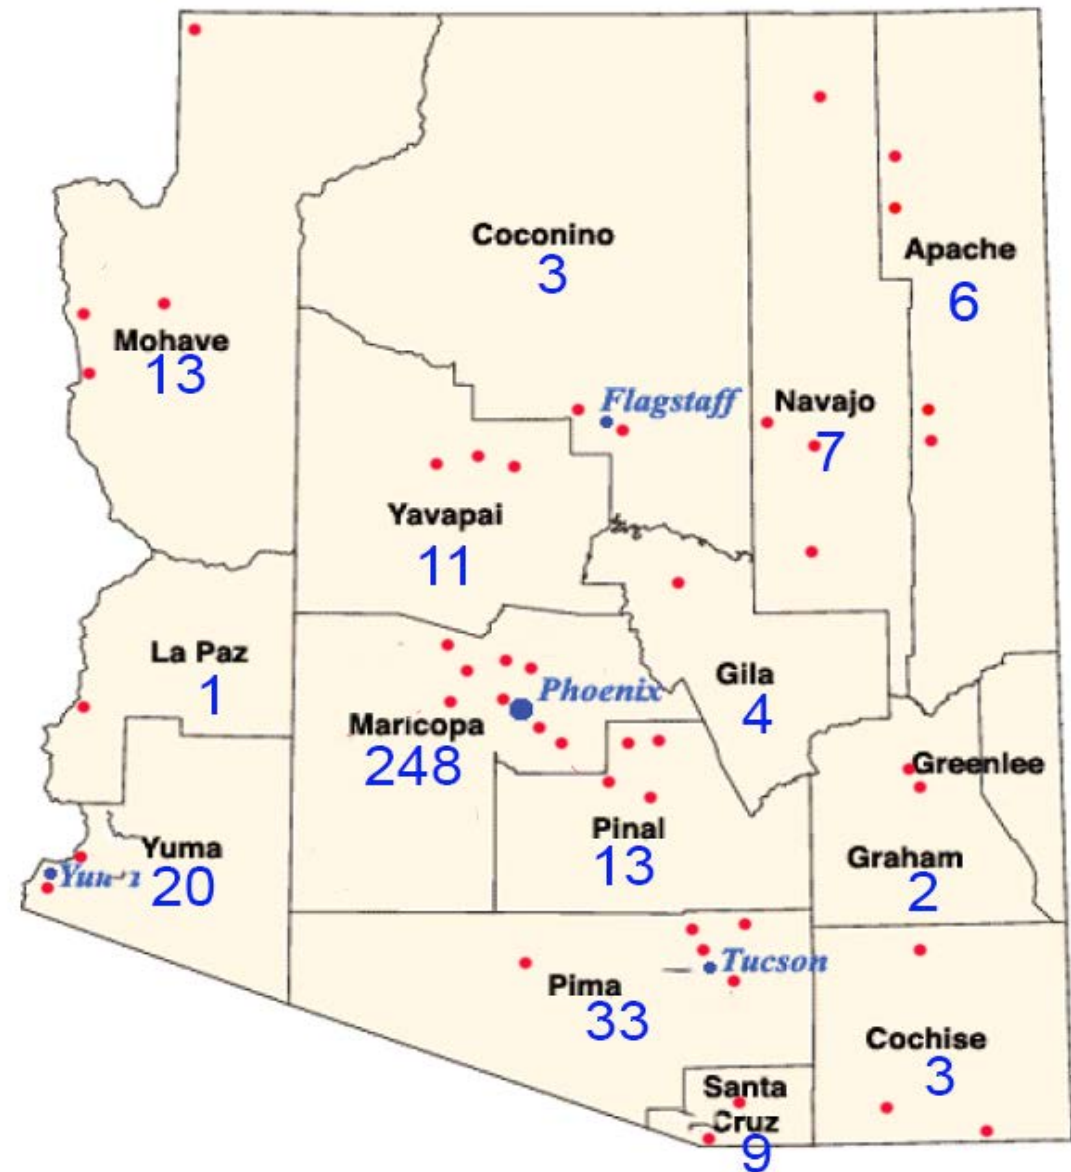 Coconino
3
Apache
6
Mohave
13
Flagstaff
Navajo
7
Yavapai
11
La Paz
1
Gila
4
Phoenix
Maricopa
248
Greenlee
Pinal
13
Yuma
20
Graham
2
Tucson
Pima
33
Cochise
3
Santa
Cruz
9